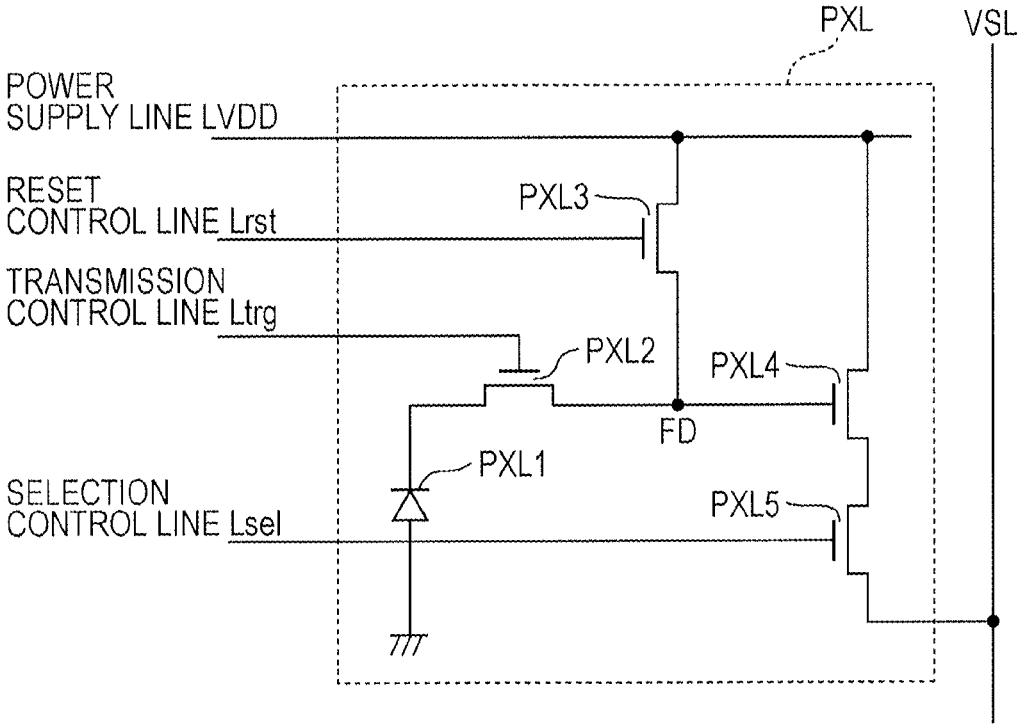 PXL
VSL
POWER
SUPPLY LINE LVDD
RESET
CONTROL LINE Lrst
PXL3
TRANSMISSION
CONTROL LINE Ltrg
PXL2
PXL4
FD
PXL1
SELECTION
CONTROL LINE Lsel
PXL5